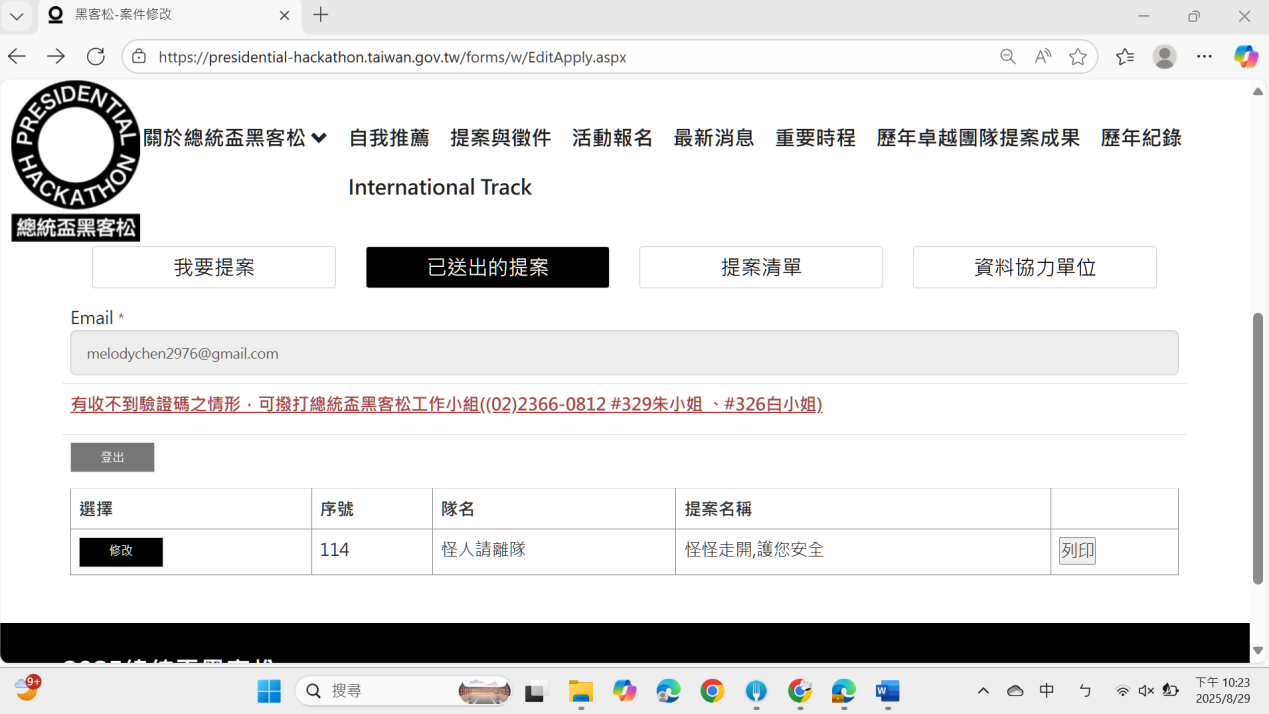 黑客松-案件修改
https://presidential-hackathon.taiwan.gov.tw/forms/w/EditApply.aspx
PRESIDENTIAL HACKATHON
總統盃黑客松
關於總統盃黑客松 自我推薦 提案與徵件 活動報名 最新消息 重要時程 歷年卓越團隊提案成果 歷年紀錄
International Track
我要提案 已送出的提案 提案清單 資料協力單位
Email *
melodychen2976@gmail.com
有收不到驗證碼之情形，可撥打總統盃黑客松工作小組((02)2366-0812 #329朱小姐 、#326白小姐)
登出
選擇 序號 隊名 提案名稱
修改 114 怪人請離隊 怪怪走開,護您安全 列印
9+ 搜尋 中 ㄅ 下午 10:23
2025/8/29